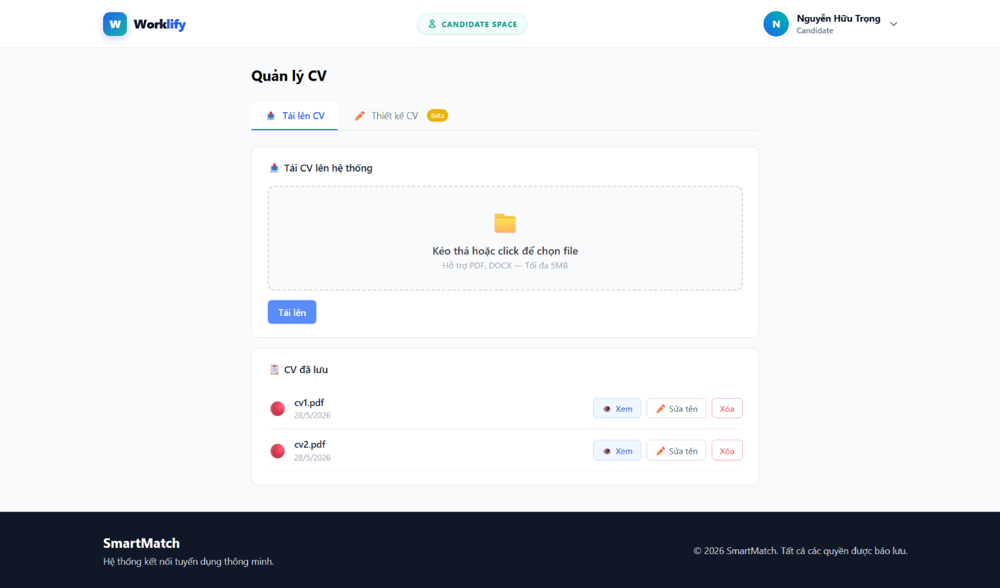 W Worklify
CANDIDATE SPACE
N Nguyễn Hữu Trọng
Candidate
Quản lý CV
Tải lên CV
Thiết kế CV Beta
Tải CV lên hệ thống
Kéo thả hoặc click để chọn file
Hỗ trợ PDF, DOCX — Tối đa 5MB
Tải lên
CV đã lưu
cv1.pdf
28/5/2026
Xem Sửa tên Xóa
cv2.pdf
28/5/2026
Xem Sửa tên Xóa
SmartMatch
Hệ thống kết nối tuyển dụng thông minh.
© 2026 SmartMatch. Tất cả các quyền được bảo lưu.